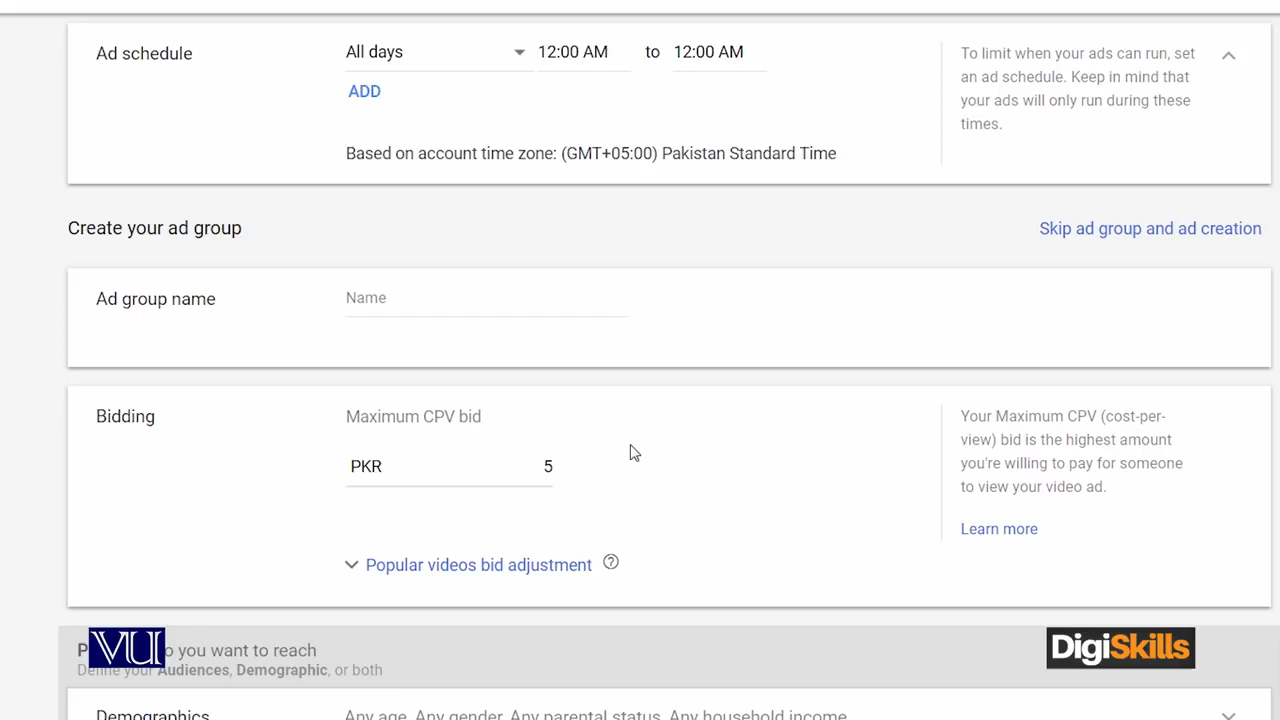 Ad schedule
All days 12:00 AM to 12:00 AM
ADD
Based on account time zone: (GMT+05:00) Pakistan Standard Time
To limit when your ads can run, set
an ad schedule. Keep in mind that
your ads will only run during these
times.
Create your ad group
Skip ad group and ad creation
Ad group name
Name
Bidding
Maximum CPV bid
PKR 5
Popular videos bid adjustment
Your Maximum CPV (cost-per-
view) bid is the highest amount
you're willing to pay for someone
to view your video ad.
Learn more
you want to reach
Define your Audiences, Demographic, or both
VU
DigiSkills
Demographics
Any age, Any gender, Any parental status, Any household income